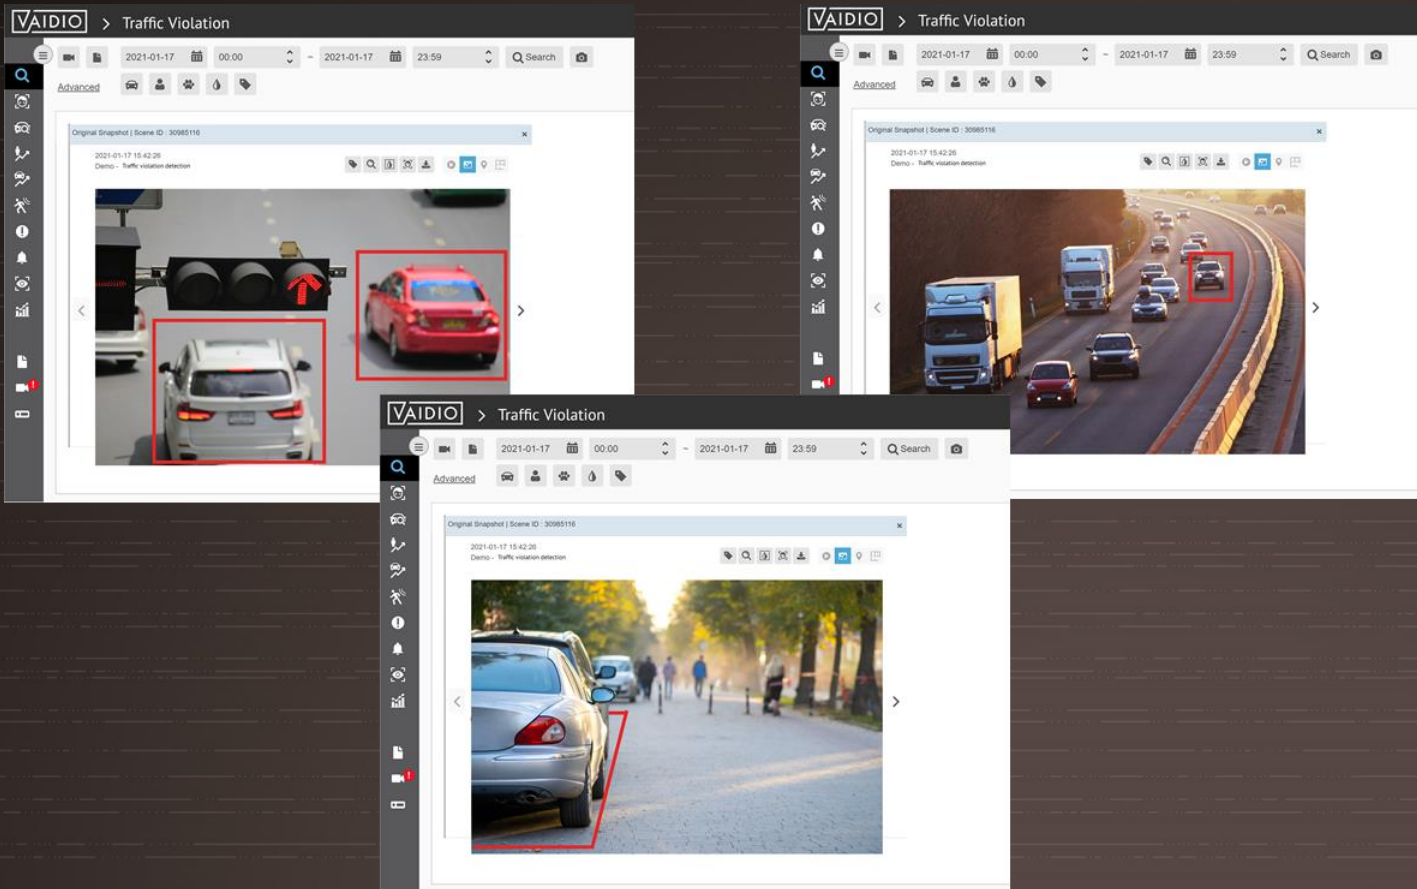 VAIDIO > Traffic Violation
2021-01-17 00:00 ~ 2021-01-17 23:59 Search
Advanced
Original Snapshot | Scene ID : 30985116 ×
2021-01-17 15:42:26
Demo - Traffic violation detection
VAIDIO > Traffic Violation
2021-01-17 00:00 ~ 2021-01-17 23:59 Search
Advanced
Original Snapshot | Scene ID : 30985116 ×
2021-01-17 15:42:26
Demo - Traffic violation detection
VAIDIO > Traffic Violation
2021-01-17 00:00 ~ 2021-01-17 23:59 Search
Advanced
Original Snapshot | Scene ID : 30985116 ×
2021-01-17 15:42:26
Demo - Traffic violation detection